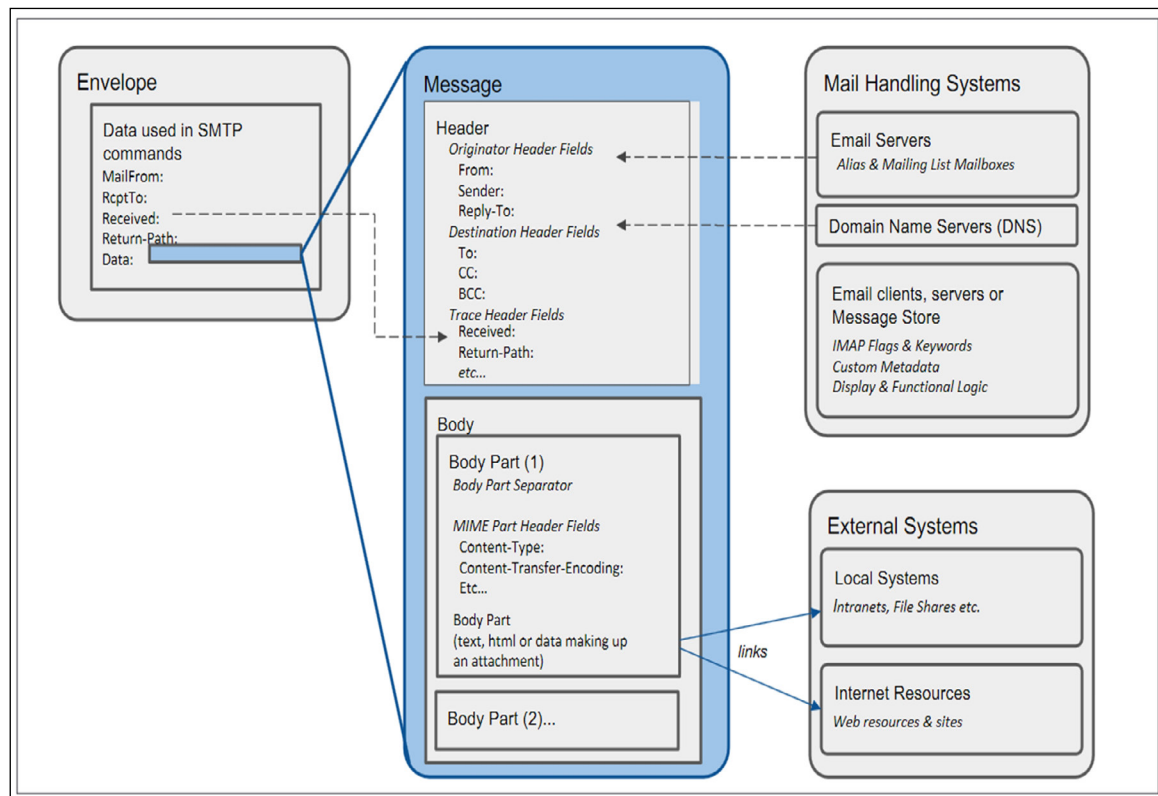 Envelope
Data used in SMTP
commands
MailFrom:
RcptTo:
Received:
Return-Path:
Data:
Message
Header
Originator Header Fields
From:
Sender:
Reply-To:
Destination Header Fields
To:
CC:
BCC:
Trace Header Fields
Received:
Return-Path:
etc...
Body
Body Part (1)
Body Part Separator
MIME Part Header Fields
Content-Type:
Content-Transfer-Encoding:
Etc...
Body Part
(text, html or data making up
an attachment)
Body Part (2)...
links
Mail Handling Systems
Email Servers
Alias & Mailing List Mailboxes
Domain Name Servers (DNS)
Email clients, servers or
Message Store
IMAP Flags & Keywords
Custom Metadata
Display & Functional Logic
External Systems
Local Systems
Intranets, File Shares etc.
Internet Resources
Web resources & sites